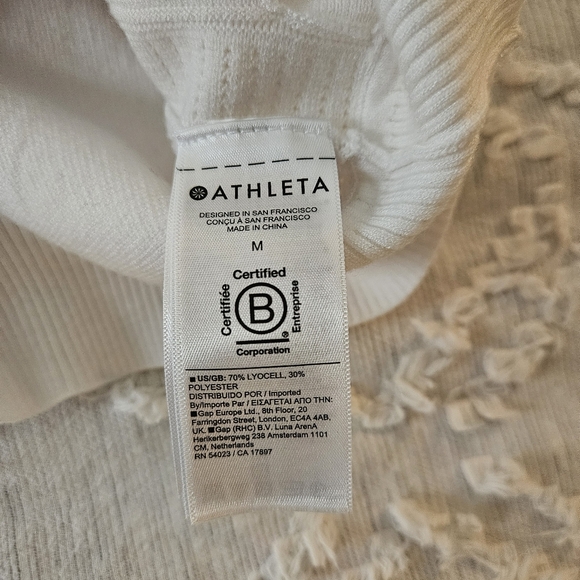 ATHLETA
DESIGNED IN SAN FRANCISCO
CONÇU À SAN FRANCISCO
MADE IN CHINA
M
Certified
Certifiée
B
Entreprise
®
Corporation
■ US/GB: 70% LYOCELL, 30%
POLYESTER
DISTRIBUIDO POR / Imported
By/Importe Par / ΕΙΣΑΓΕΤΑΙ ΑΠΟ ΤΗΝ:
■Gap Europe Ltd., 8th Floor, 20
Farringdon Street, London, EC4A 4AB,
UK. ■Gap (RHC) B.V. Luna ArenA
Herikerbergweg 238 Amsterdam 1101
CM, Netherlands
RN 54023 / CA 17897